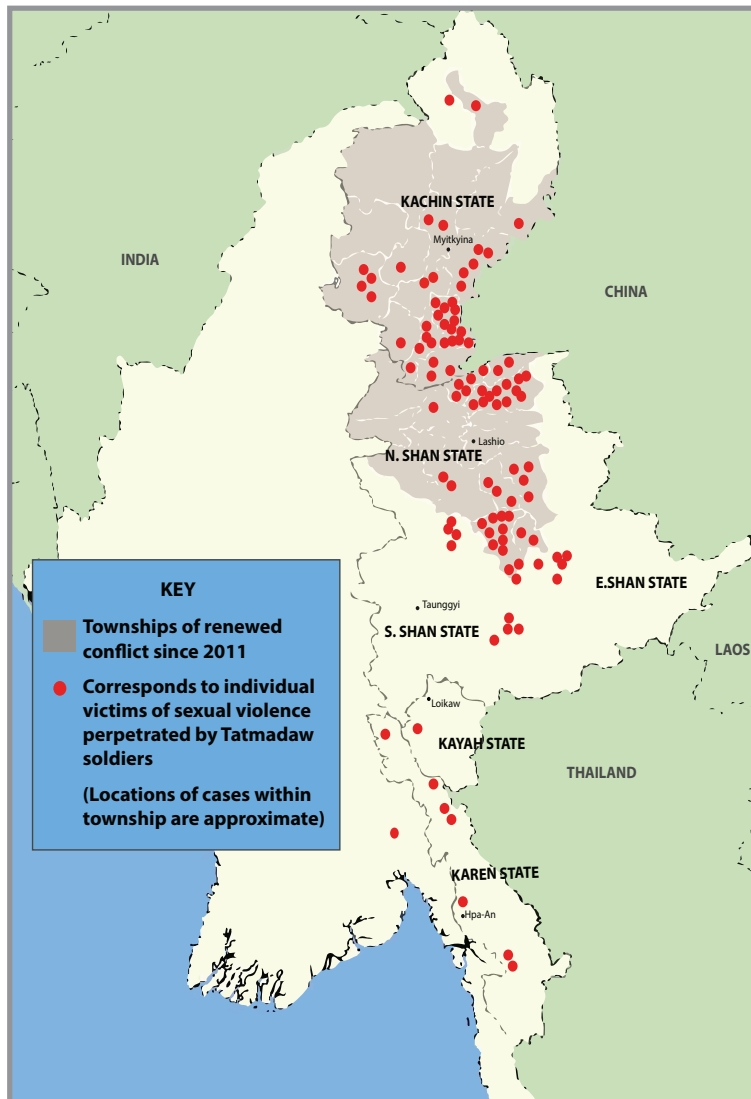 KACHIN STATE
Myitkyina
INDIA
CHINA
Lashio
N. SHAN STATE
KEY
Townships of renewed
conflict since 2011
Corresponds to individual
victims of sexual violence
perpetrated by Tatmadaw
soldiers
(Locations of cases within
township are approximate)
E.SHAN STATE
Taunggyi
S. SHAN STATE
LAOS
Loikaw
KAYAH STATE
THAILAND
KAREN STATE
Hpa-An